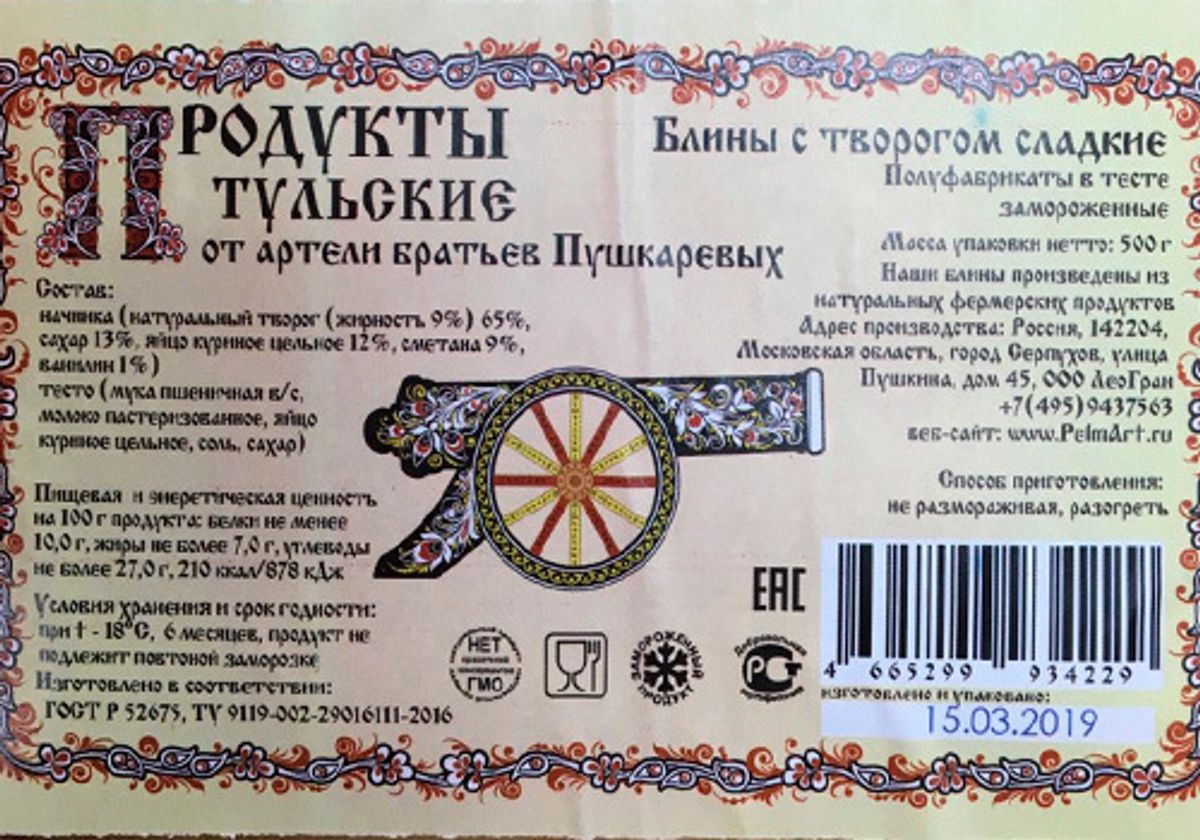 Продукты
тульские
от артели братьев Пушкаревых
Состав:
начинка (натуральный творог (жирность 9%) 65%,
сахар 13%, яйцо куриное цельное 12%, сметана 9%,
ванилин 1%)
тесто (мука пшеничная в/с,
молоко пастеризованное, яйцо
куриное цельное, соль, сахар)
Пищевая и энеретическая ценность
на 100 г продукта: белки не менее
10,0 г, жиры не более 7,0 г, углеводы
не более 27,0 г, 210 ккал/878 кДж
Условия хранения и срок годности:
при t - 18°C, 6 месяцев, продукт не
подлежит повтоной заморозке
Изготовлено в соответствии:
ГОСТ Р 52675, ТУ 9119-002-29016111-2016
Блины с творогом сладкие
Полуфабрикаты в тесте
замороженные
Масса упаковки нетто: 500 г
Наши блины произведены из
натуральных фермерских продуктов
Адрес производства: Россия, 142204,
Московская область, город Серпухов, улица
Пушкина, дом 45, ООО ЛеоГран
+7(495)9437563
веб-сайт: www.PelmArt.ru
Способ приготовления:
не размораживая, разогреть
EAC
НЕТ
ГМО
ЗАМОРОЖЕННЫЙ
ПРОДУКТ
Добровольная
РСТ
4 665299 934229
изготовлено и упаковано:
15.03.2019